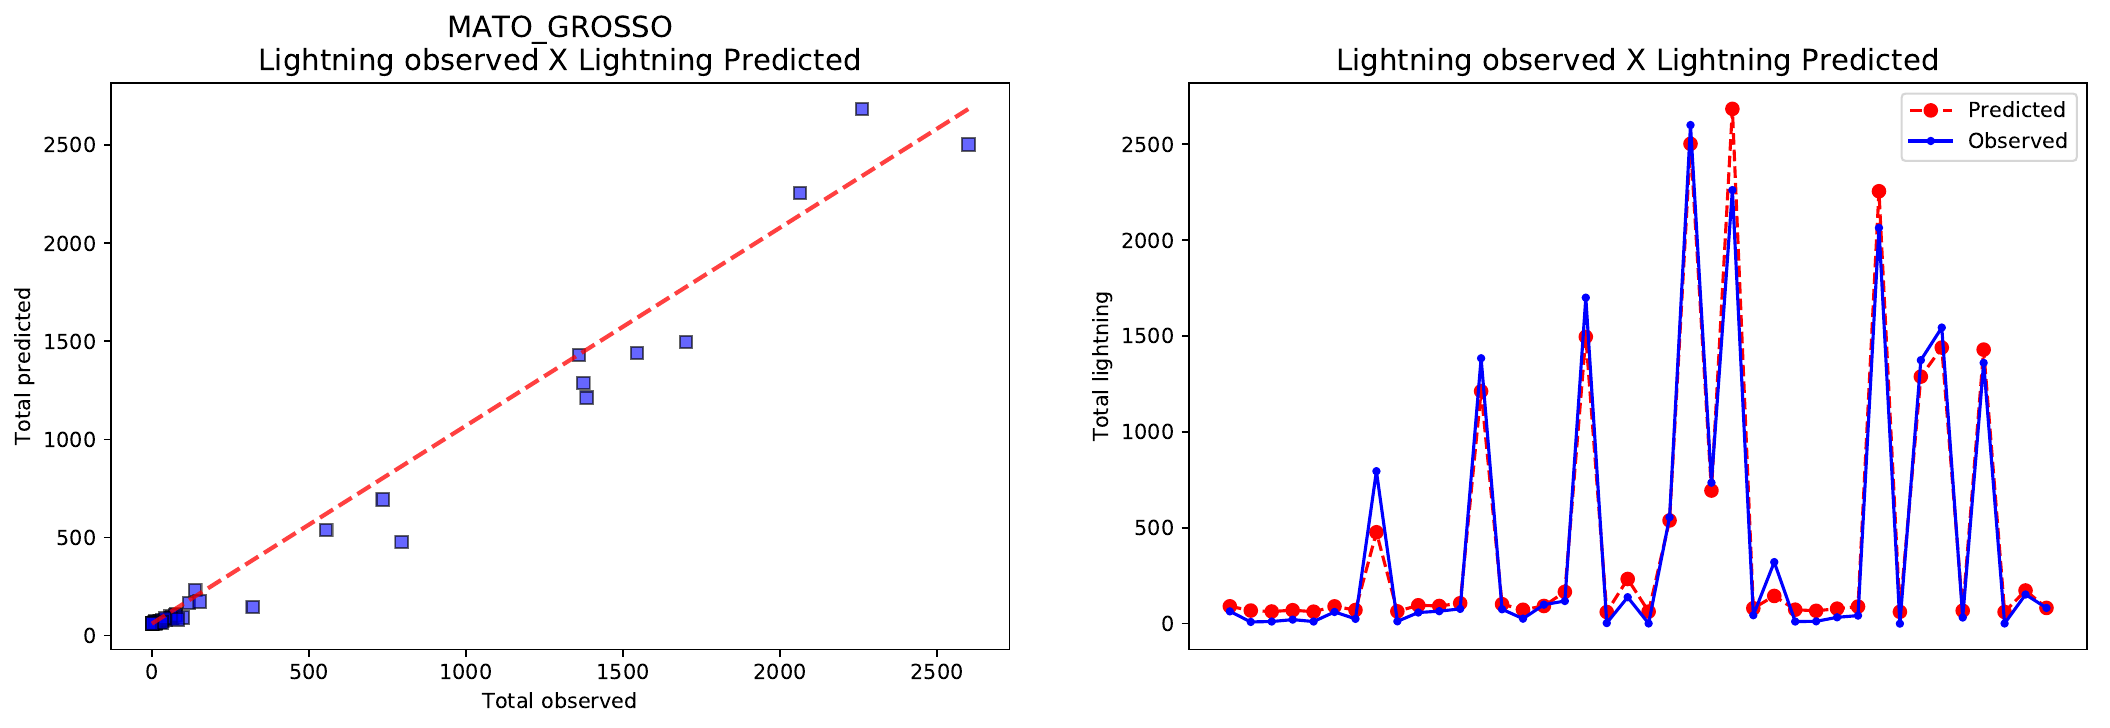 MATO_GROSSO
Lightning observed X Lightning Predicted
Total predicted
2500
2000
1500
1000
500
0
0 500 1000 1500 2000 2500
Total observed
Lightning observed X Lightning Predicted
Predicted
Observed
Total lightning
2500
2000
1500
1000
500
0